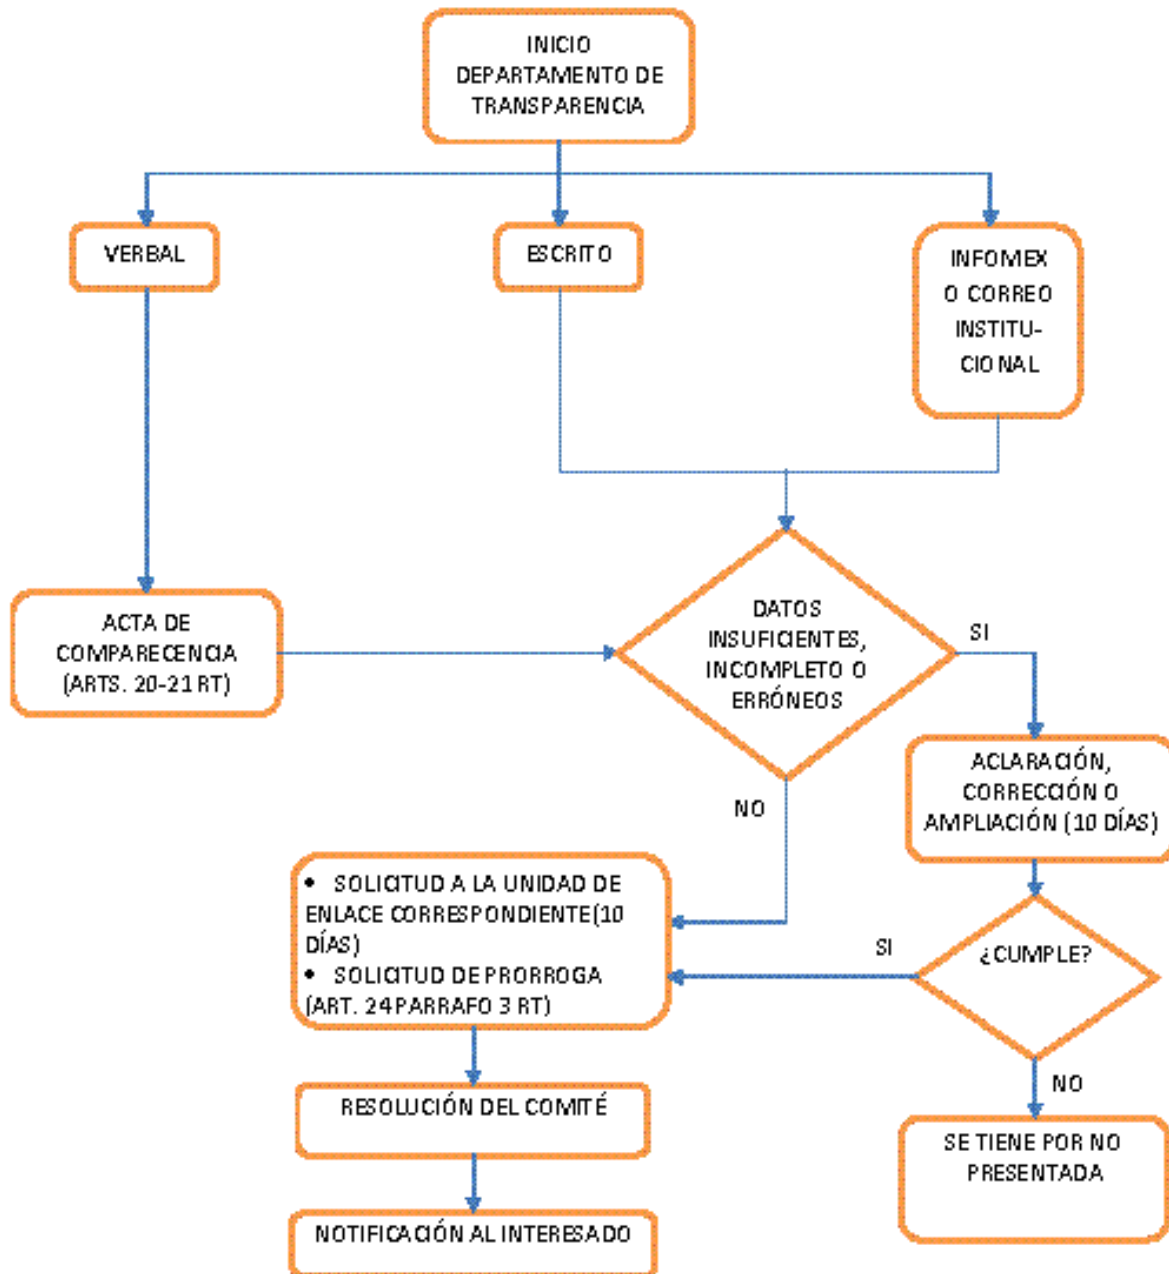 INICIO
DEPARTAMENTO DE
TRANSPARENCIA
VERBAL
ESCRITO
INFOMEX
O CORREO
INSTITU-
CIONAL
ACTA DE
COMPARECENCIA
(ARTS. 20-21 RT)
DATOS
INSUFICIENTES,
INCOMPLETO O
ERRÓNEOS
SI
NO
ACLARACIÓN,
CORRECCIÓN O
AMPLIACIÓN (10 DÍAS)
• SOLICITUD A LA UNIDAD DE
ENLACE CORRESPONDIENTE (10
DÍAS)
• SOLICITUD DE PRORROGA
(ART. 24 PARRAFO 3 RT)
SI
¿CUMPLE?
NO
RESOLUCIÓN DEL COMITÉ
SE TIENE POR NO
PRESENTADA
NOTIFICACIÓN AL INTERESADO